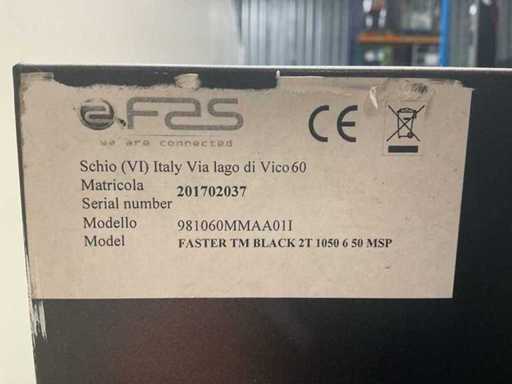 FAS
we are connected
CE
Schio (VI) Italy Via lago di Vico 60
Matricola
Serial number 201702037
Modello 981060MMAA01I
Model FASTER TM BLACK 2T 1050 6 50 MSP